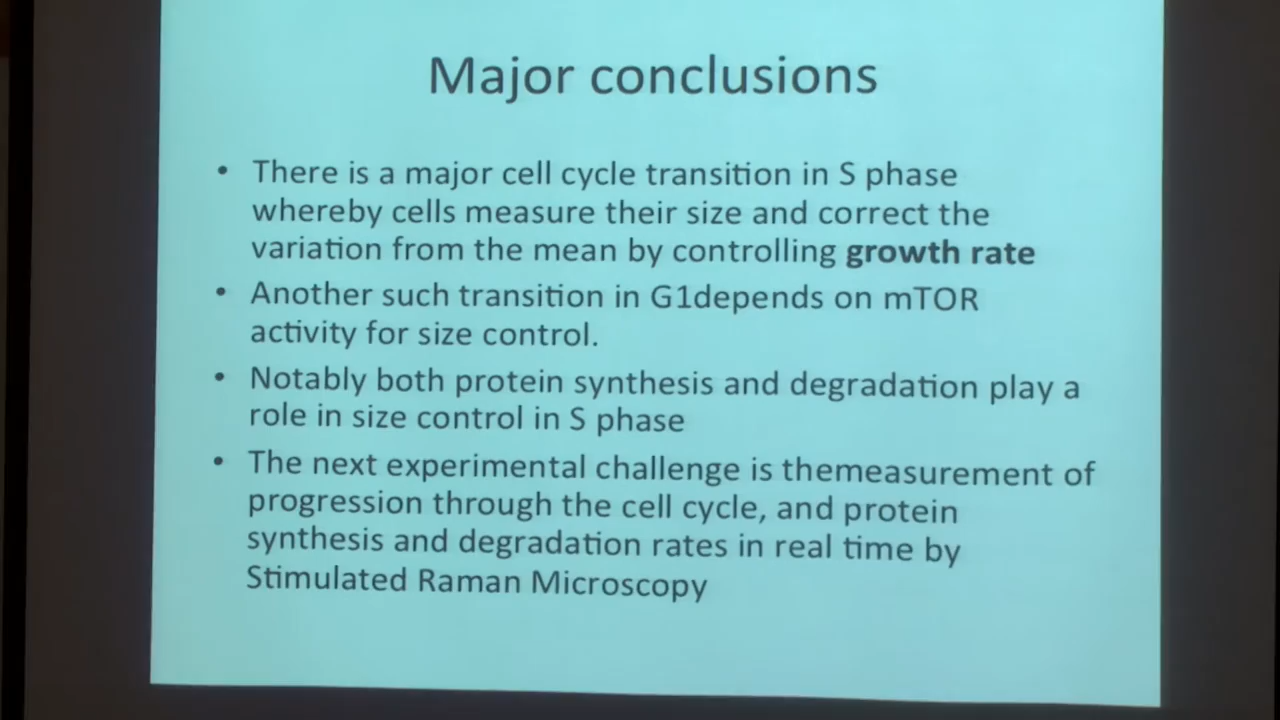 Major conclusions
• There is a major cell cycle transition in S phase
whereby cells measure their size and correct the
variation from the mean by controlling growth rate
• Another such transition in G1depends on mTOR
activity for size control.
• Notably both protein synthesis and degradation play a
role in size control in S phase
• The next experimental challenge is themeasurement of
progression through the cell cycle, and protein
synthesis and degradation rates in real time by
Stimulated Raman Microscopy